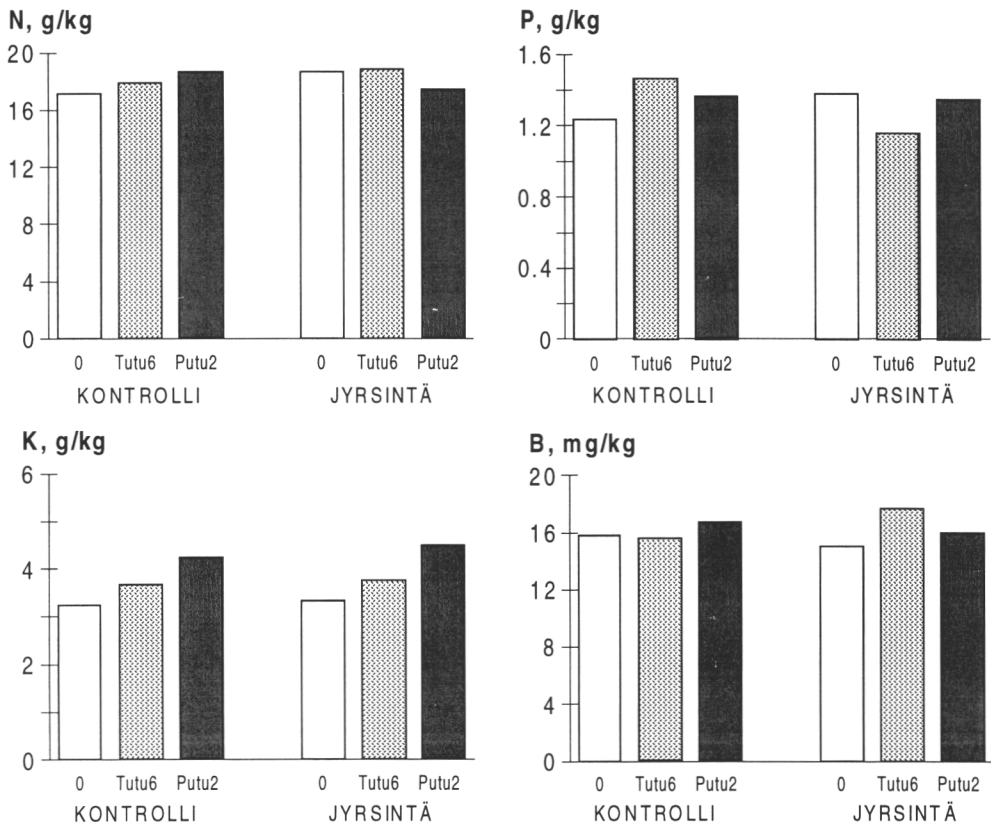 N, g/kg
20
16
12
8
4
0
0 Tutu6 Putu2 0 Tutu6 Putu2
KONTROLLI JYRSINTÄ
P, g/kg
1.6
1.2
0.8
0.4
0
0 Tutu6 Putu2 0 Tutu6 Putu2
KONTROLLI JYRSINTÄ
K, g/kg
6
4
2
0
0 Tutu6 Putu2 0 Tutu6 Putu2
KONTROLLI JYRSINTÄ
B, mg/kg
20
16
12
8
4
0
0 Tutu6 Putu2 0 Tutu6 Putu2
KONTROLLI JYRSINTÄ